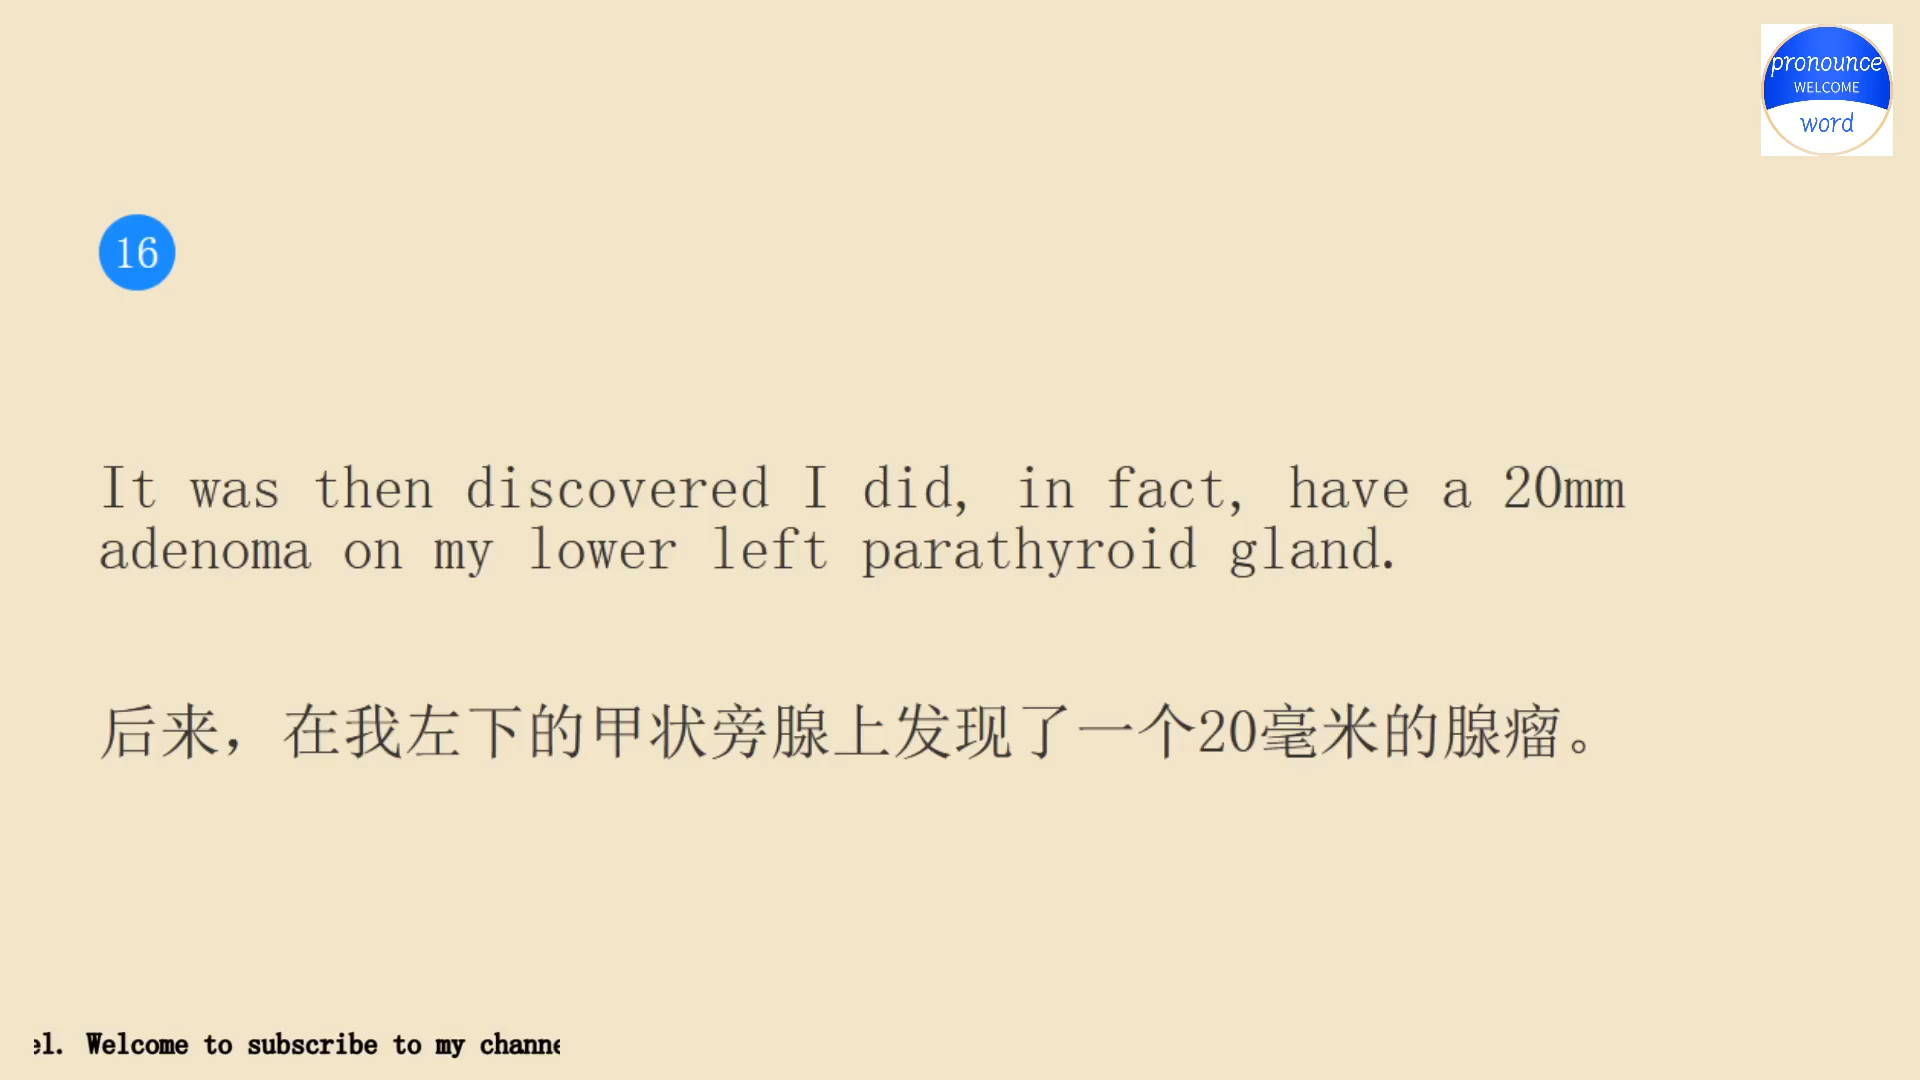 pronounce
WELCOME
word
16
It was then discovered I did, in fact, have a 20mm
adenoma on my lower left parathyroid gland.
后来，在我左下的甲状旁腺上发现了一个20毫米的腺瘤。
el. Welcome to subscribe to my channe